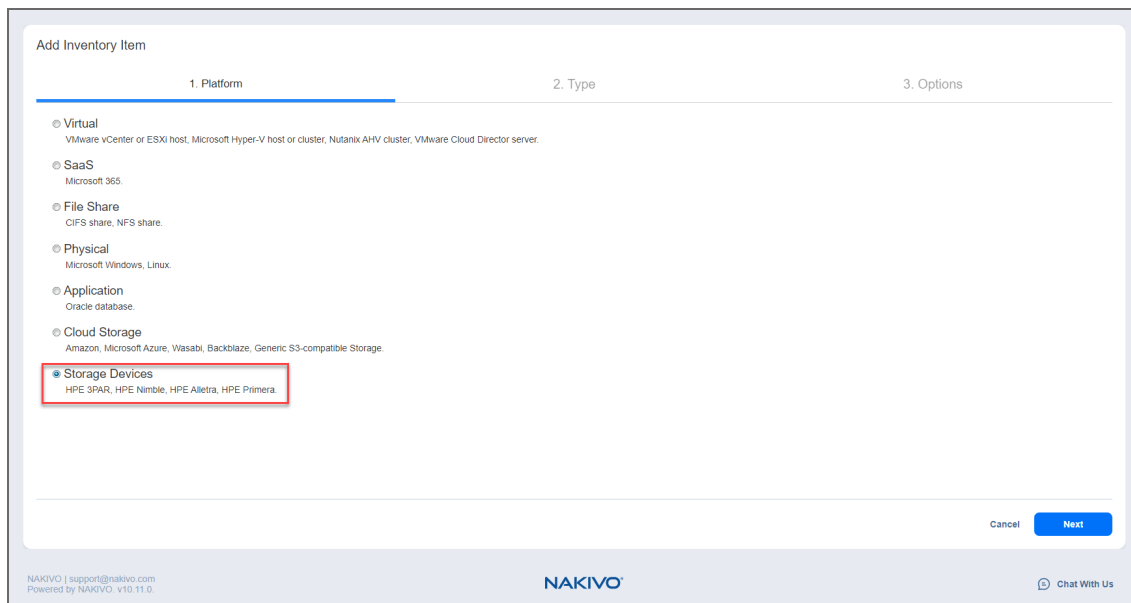 Add Inventory Item
1. Platform
2. Type
3. Options
Virtual
VMware vCenter or ESXi host, Microsoft Hyper-V host or cluster, Nutanix AHV cluster, VMware Cloud Director server.
SaaS
Microsoft 365.
File Share
CIFS share, NFS share.
Physical
Microsoft Windows, Linux.
Application
Oracle database.
Cloud Storage
Amazon, Microsoft Azure, Wasabi, Backblaze, Generic S3-compatible Storage.
Storage Devices
HPE 3PAR, HPE Nimble, HPE Alletra, HPE Primera.
Cancel
Next
NAKIVO | support@nakivo.com
Powered by NAKIVO. v10.11.0.
NAKIVO
Chat With Us